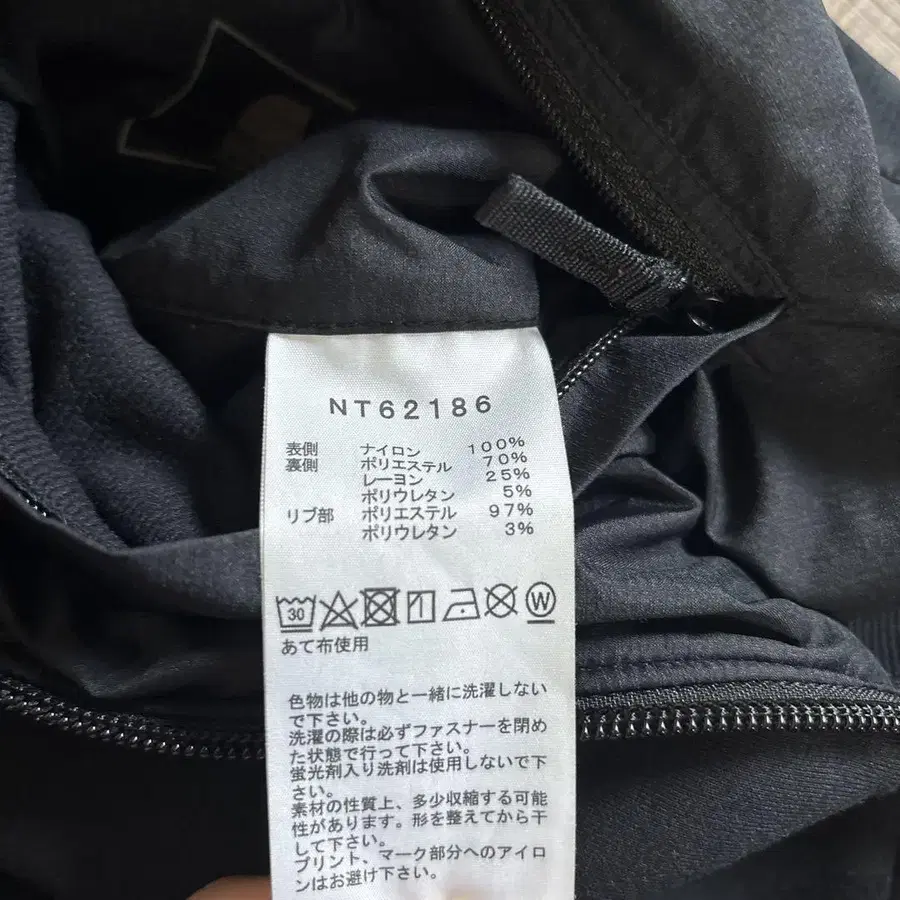 NT62186
表側 ナイロン 100%
裏側 ポリエステル 70%
レーヨン 25%
ポリウレタン 5%
リブ部 ポリエステル 97%
ポリウレタン 3%
30 W
あて布使用
色物は他の物と一緒に洗濯しない
で下さい。
洗濯の際は必ずファスナーを閉め
た状態で行って下さい。
蛍光剤入り洗剤は使用しないで下
さい。
素材の性質上、多少収縮する可能
性があります。形を整えてから干
して下さい。
プリント、マーク部分へのアイロ
ンはお避け下さい。